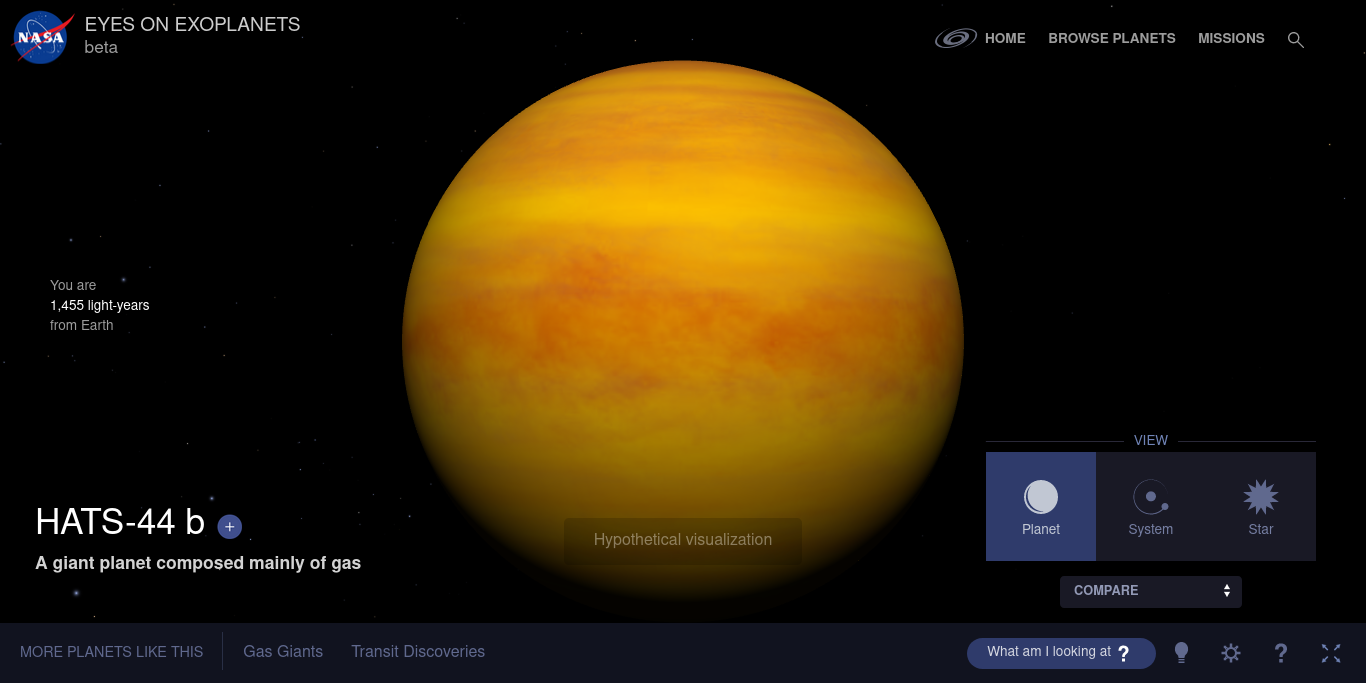 NASA
EYES ON EXOPLANETS
beta
HOME
BROWSE PLANETS
MISSIONS
You are
1,455 light-years
from Earth
VIEW
Planet
System
Star
COMPARE
HATS-44 b +
A giant planet composed mainly of gas
Hypothetical visualization
MORE PLANETS LIKE THIS
Gas Giants
Transit Discoveries
What am I looking at ?
?